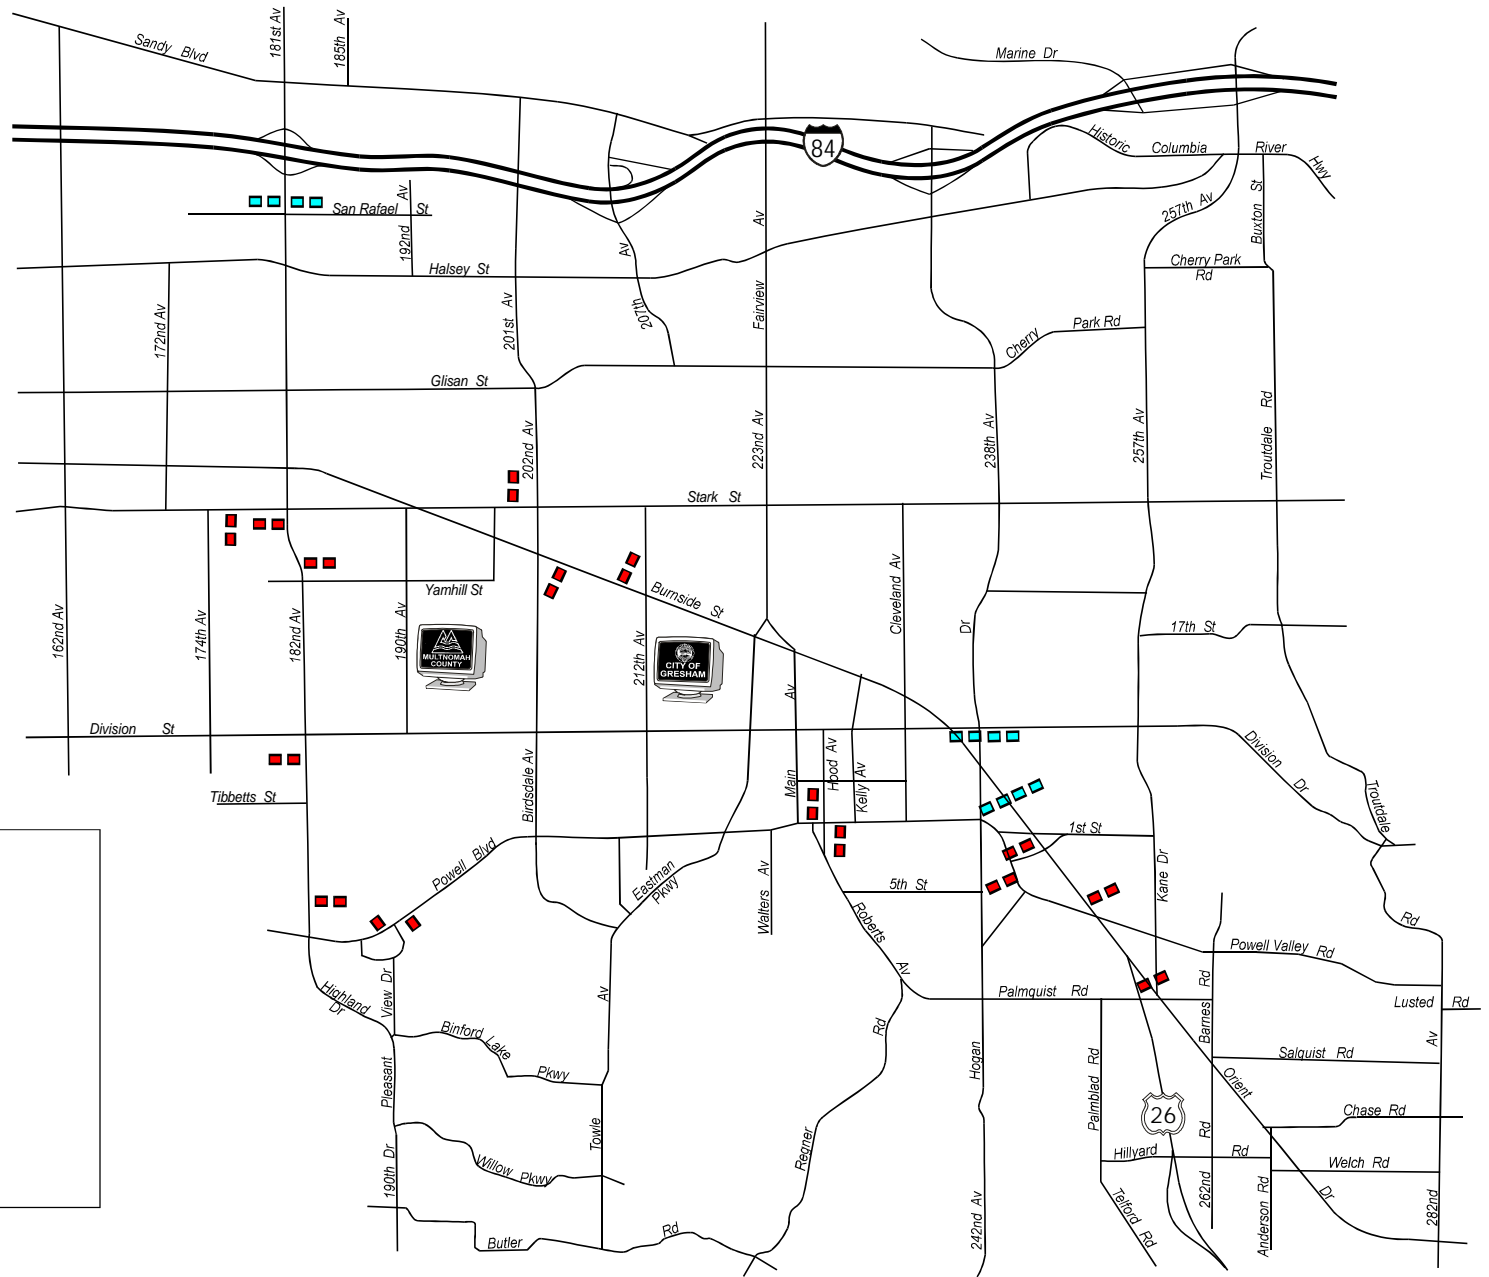 181st Av
185th Av
Sandy Blvd
Marine Dr
84
Historic
Columbia
River
Hwy
192nd Av
San Rafael St
Av
Av
257th Av
Buxton St
Halsey St
Cherry Park
Rd
172nd Av
201st Av
207th
Fairview
Cherry
Park Rd
Glisan St
202nd Av
223nd Av
238th Av
257th Av
Troutdale Rd
Stark St
Yamhill St
Burnside St
Cleveland Av
162nd Av
174th Av
182nd Av
190th Av
MULTNOMAH
COUNTY
212th Av
CITY OF
GRESHAM
Dr
17th St
Av
Division St
Birdsdale Av
Main
Hood Av
Kelly Av
Division
Dr
Troutdale
Tibbetts St
Powell Blvd
Eastman
Pkwy
Walters Av
1st St
5th St
Kane Dr
Roberts
Av
Rd
Powell Valley Rd
Highland
Dr
View Dr
Av
Palmquist Rd
Rd
Lusted Rd
Binford Lake
Pkwy
Rd
Hogan
Barnes
Av
Salquist Rd
Pleasant
Palmblad Rd
Orient
26
Chase Rd
Towle
Regner
Willow Pkwy
Hillyard
Rd
Rd
Welch Rd
190th Dr
Telford Rd
262nd
Anderson Rd
Dr
282nd
242nd Av
Butler
Rd